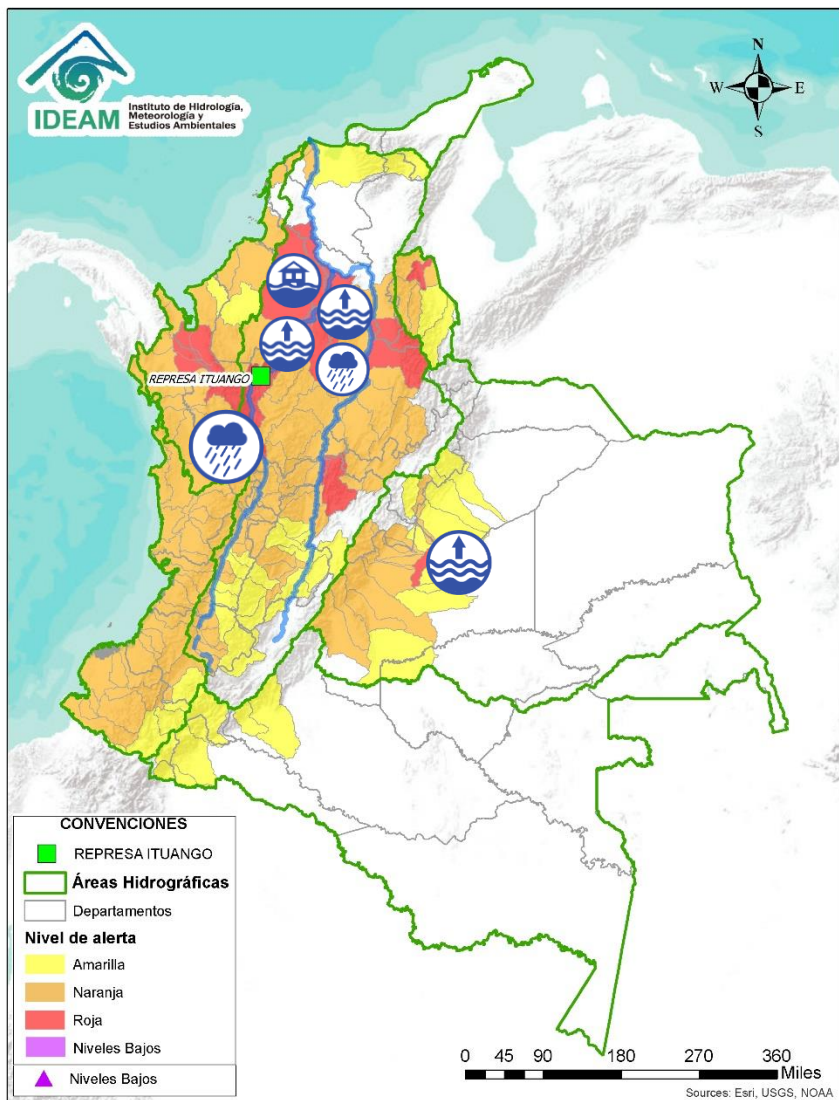 IDEAM
Instituto de Hidrología,
Meteorología y
Estudios Ambientales
N
W
E
S
REPRESA ITUANGO
CONVENCIONES
REPRESA ITUANGO
Áreas Hidrográficas
Departamentos
Nivel de alerta
Amarilla
Naranja
Roja
Niveles Bajos
Niveles Bajos
0 45 90 180 270 360
Miles
Sources: Esri, USGS, NOAA